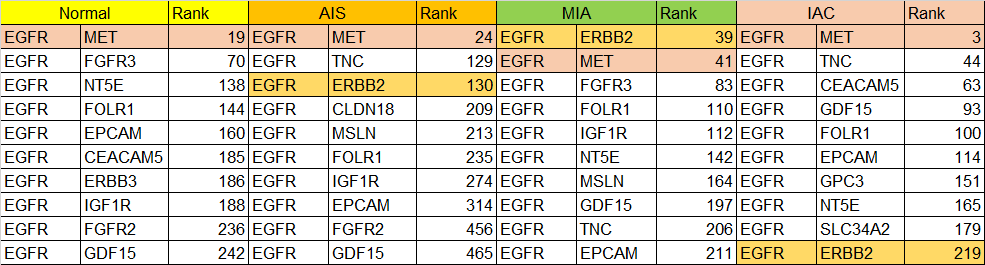 Normal Rank AIS Rank MIA Rank IAC Rank
EGFR MET 19 EGFR MET 24 EGFR ERBB2 39 EGFR MET 3
EGFR FGFR3 70 EGFR TNC 129 EGFR MET 41 EGFR TNC 44
EGFR NT5E 138 EGFR ERBB2 130 EGFR FGFR3 83 EGFR CEACAM5 63
EGFR FOLR1 144 EGFR CLDN18 209 EGFR FOLR1 110 EGFR GDF15 93
EGFR EPCAM 160 EGFR MSLN 213 EGFR IGF1R 112 EGFR FOLR1 100
EGFR CEACAM5 185 EGFR FOLR1 235 EGFR NT5E 142 EGFR EPCAM 114
EGFR ERBB3 186 EGFR IGF1R 274 EGFR MSLN 164 EGFR GPC3 151
EGFR IGF1R 188 EGFR EPCAM 314 EGFR GDF15 197 EGFR NT5E 165
EGFR FGFR2 236 EGFR FGFR2 456 EGFR TNC 206 EGFR SLC34A2 179
EGFR GDF15 242 EGFR GDF15 465 EGFR EPCAM 211 EGFR ERBB2 219